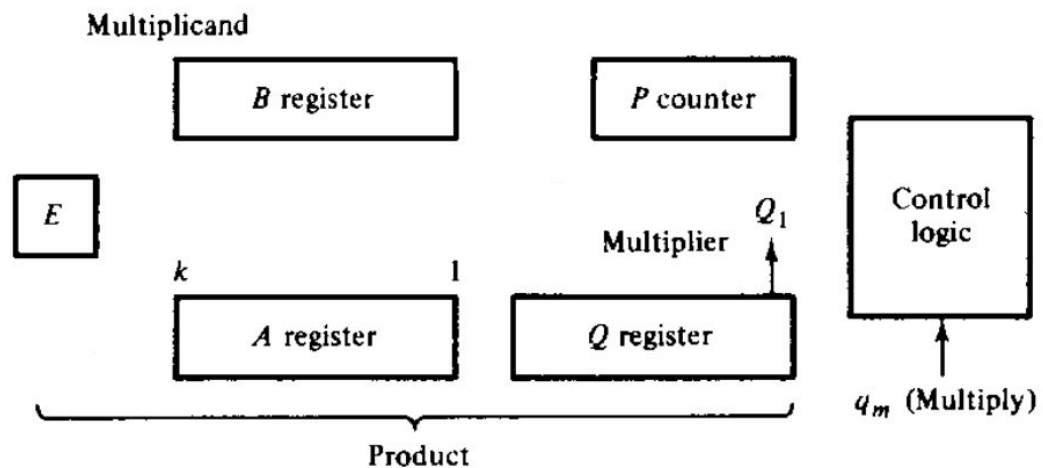 Multiplicand
B register
P counter
E
Control
logic
Q₁
Multiplier
k
1
A register
Q register
qₘ (Multiply)
Product